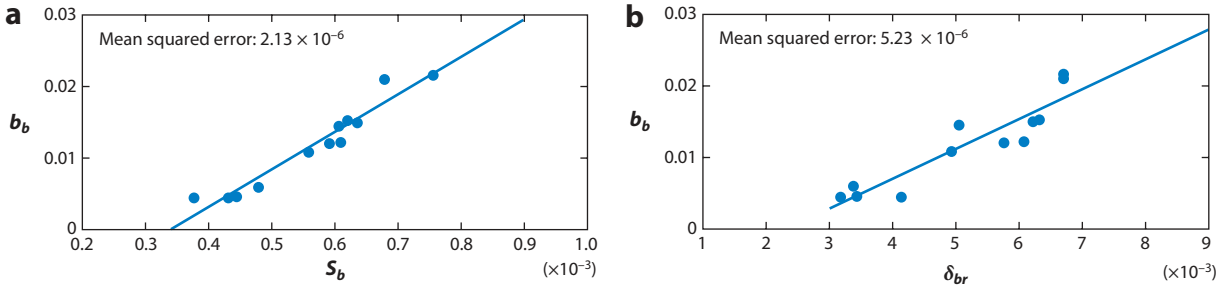 a
Mean squared error: 2.13 × 10⁻⁶
b_b
0.03
0.02
0.01
0
0.2 0.3 0.4 0.5 0.6 0.7 0.8 0.9 1.0
S_b
(×10⁻³)
b
Mean squared error: 5.23 × 10⁻⁶
b_b
0.03
0.02
0.01
0
1 2 3 4 5 6 7 8 9
δ_br
(×10⁻³)